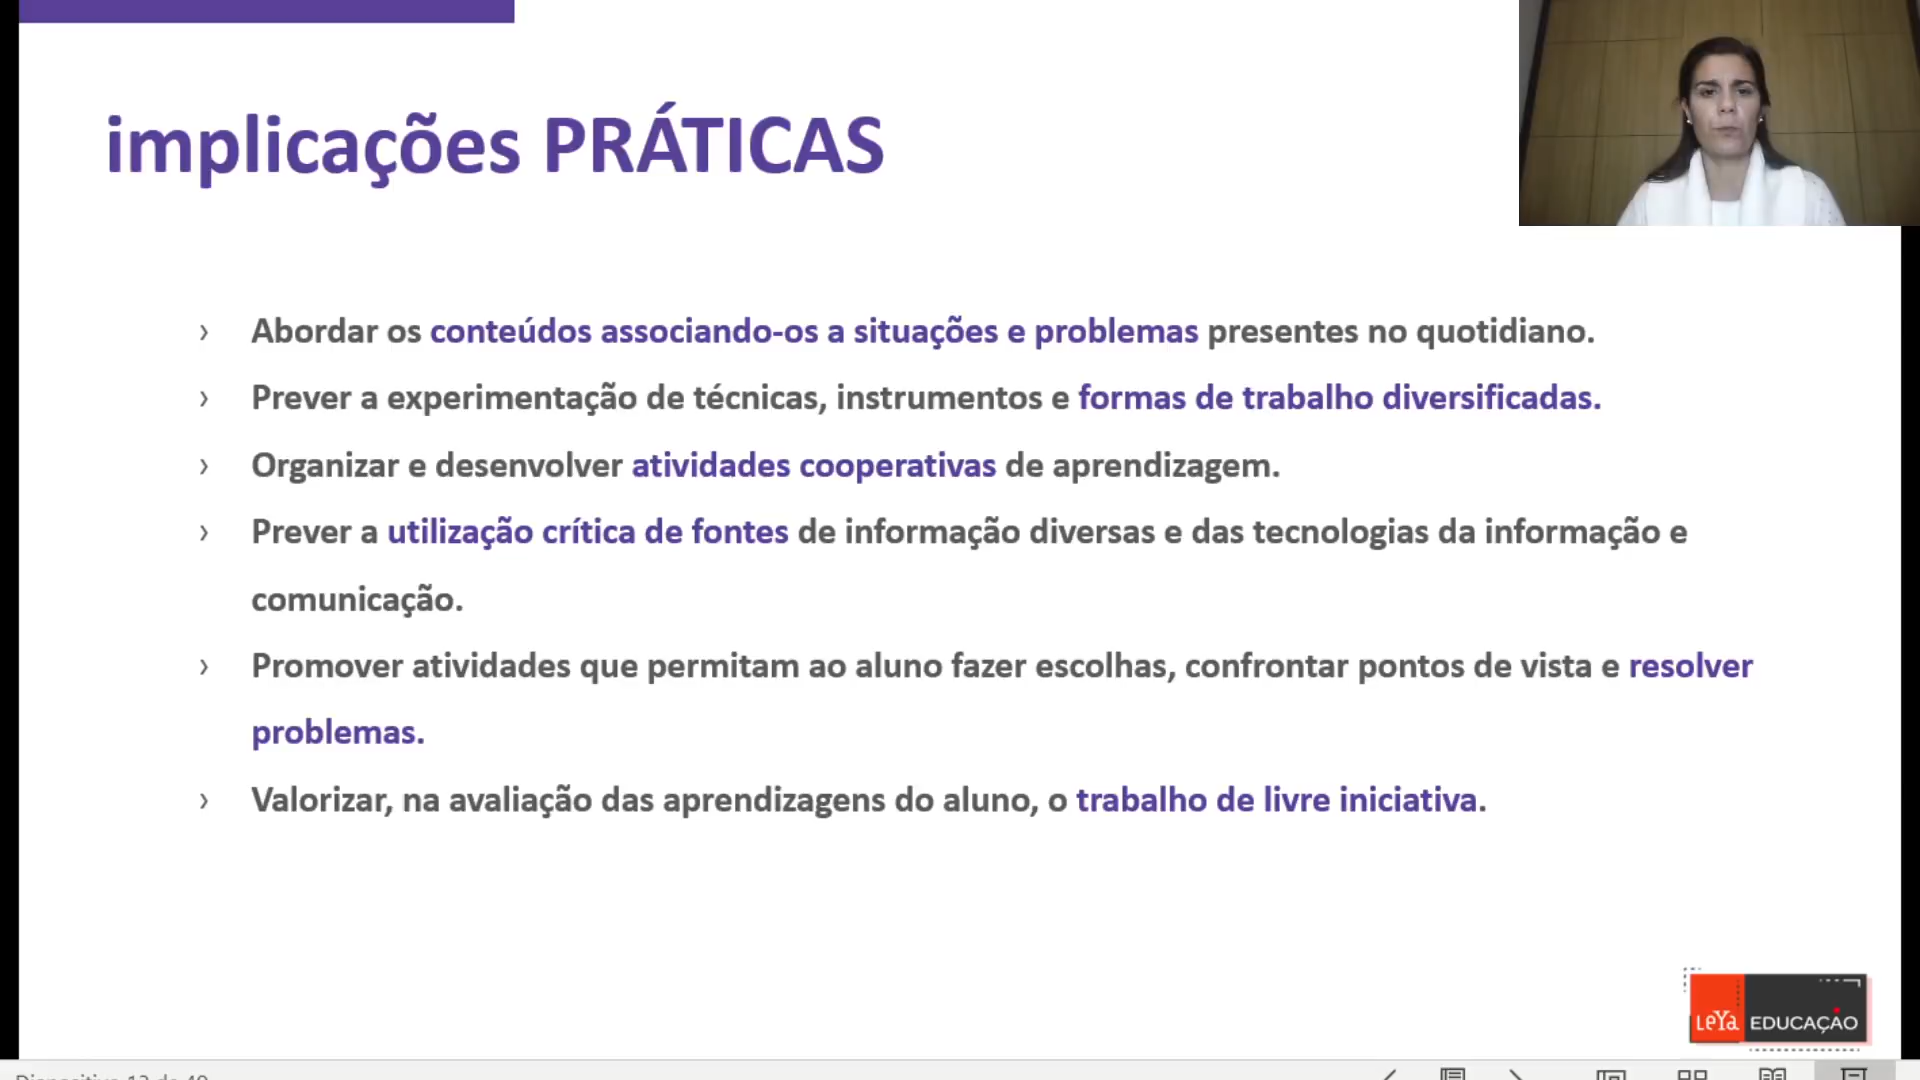 implicações PRÁTICAS
› Abordar os conteúdos associando-os a situações e problemas presentes no quotidiano.
› Prever a experimentação de técnicas, instrumentos e formas de trabalho diversificadas.
› Organizar e desenvolver atividades cooperativas de aprendizagem.
› Prever a utilização crítica de fontes de informação diversas e das tecnologias da informação e
comunicação.
› Promover atividades que permitam ao aluno fazer escolhas, confrontar pontos de vista e resolver
problemas.
› Valorizar, na avaliação das aprendizagens do aluno, o trabalho de livre iniciativa.
LeYa EDUCAÇÃO